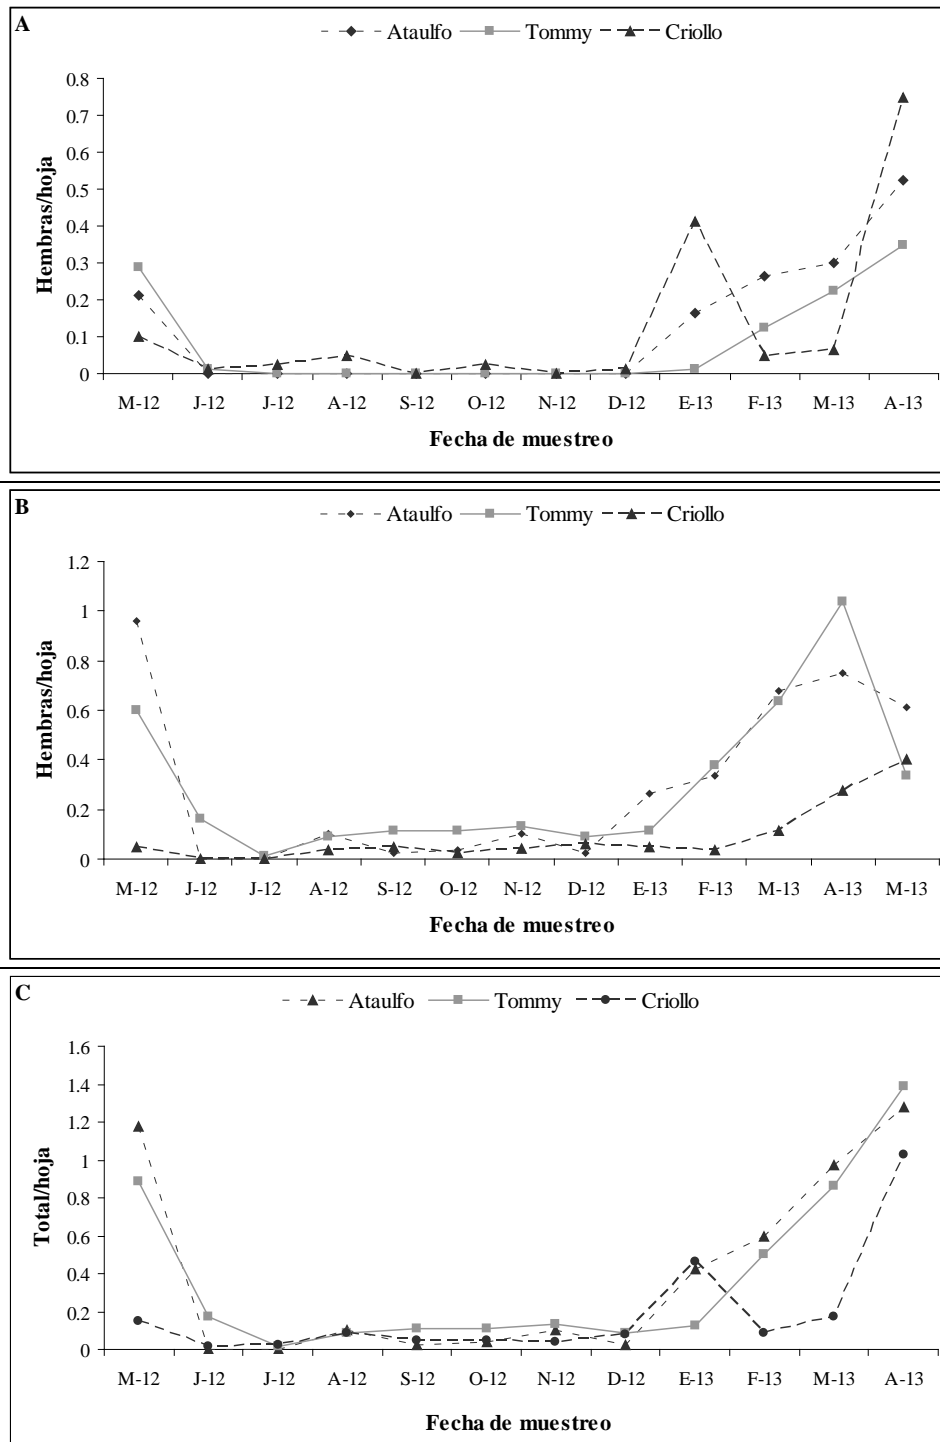 A
Ataulfo Tommy Criollo
0.8
0.7
0.6
0.5
0.4
0.3
0.2
0.1
0
Hembras/hoja
M-12 J-12 J-12 A-12 S-12 O-12 N-12 D-12 E-13 F-13 M-13 A-13
Fecha de muestreo
B
Ataulfo Tommy Criollo
1.2
1
0.8
0.6
0.4
0.2
0
Hembras/hoja
M-12 J-12 J-12 A-12 S-12 O-12 N-12 D-12 E-13 F-13 M-13 A-13 M-13
Fecha de muestreo
C
Ataulfo Tommy Criollo
1.6
1.4
1.2
1
0.8
0.6
0.4
0.2
0
Total/hoja
M-12 J-12 J-12 A-12 S-12 O-12 N-12 D-12 E-13 F-13 M-13 A-13
Fecha de muestreo